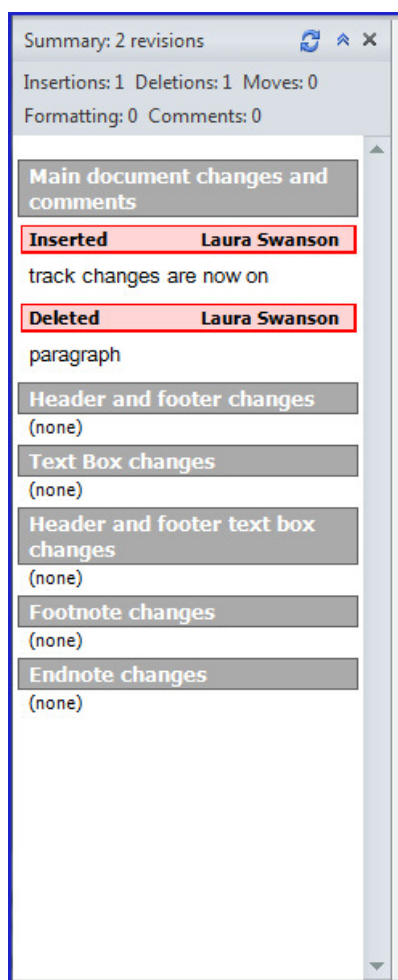 Summary: 2 revisions
Insertions: 1 Deletions: 1 Moves: 0
Formatting: 0 Comments: 0
Main document changes and
comments
Inserted Laura Swanson
track changes are now on
Deleted Laura Swanson
paragraph
Header and footer changes
(none)
Text Box changes
(none)
Header and footer text box
changes
(none)
Footnote changes
(none)
Endnote changes
(none)